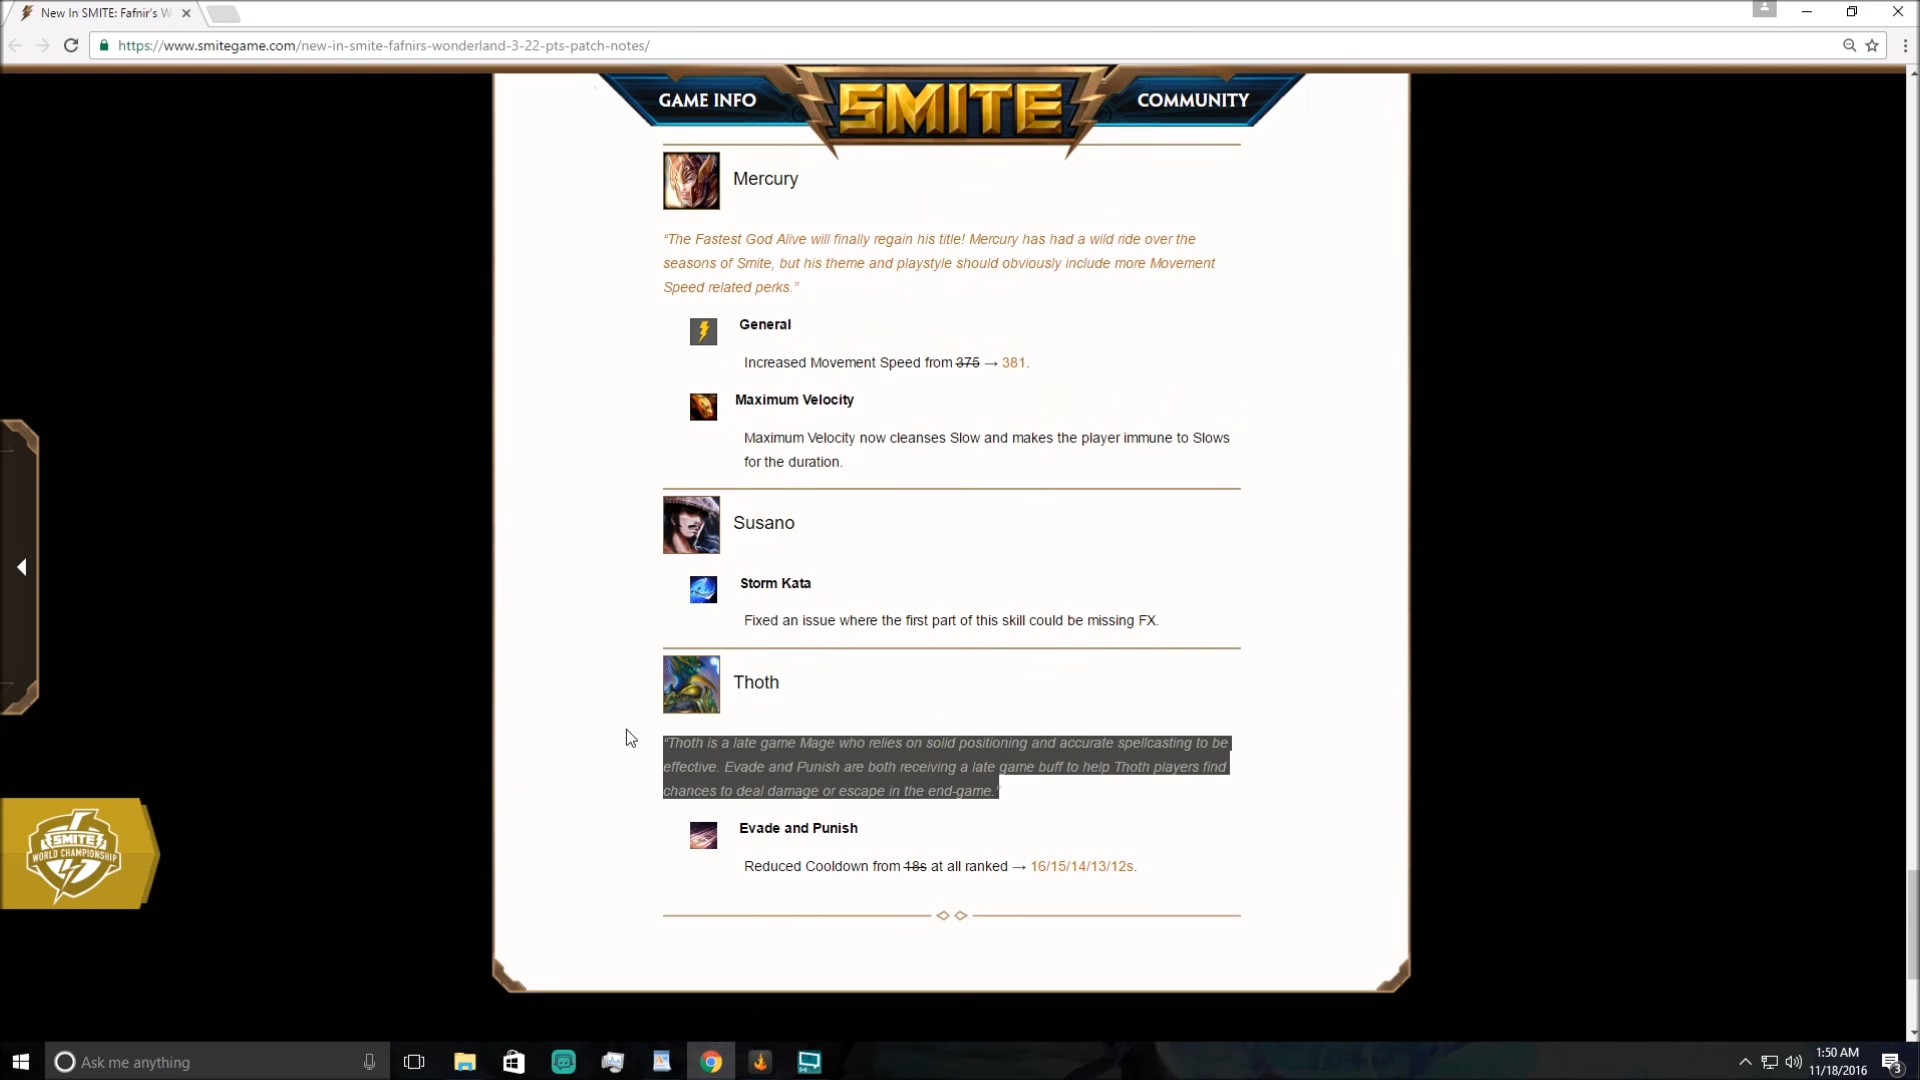 New In SMITE: Fafnir's W
https://www.smitegame.com/new-in-smite-fafnirs-wonderland-3-22-pts-patch-notes/
GAME INFO
SMITE
COMMUNITY
Mercury
“The Fastest God Alive will finally regain his title! Mercury has had a wild ride over the
seasons of Smite, but his theme and playstyle should obviously include more Movement
Speed related perks.”
General
Increased Movement Speed from 375 → 381.
Maximum Velocity
Maximum Velocity now cleanses Slow and makes the player immune to Slows
for the duration.
Susano
Storm Kata
Fixed an issue where the first part of this skill could be missing FX.
Thoth
“Thoth is a late game Mage who relies on solid positioning and accurate spellcasting to be
effective. Evade and Punish are both receiving a late game buff to help Thoth players find
chances to deal damage or escape in the end-game.”
Evade and Punish
Reduced Cooldown from 18s at all ranked → 16/15/14/13/12s.
SMITE
WORLD CHAMPIONSHIP
Ask me anything
1:50 AM
11/18/2016
3